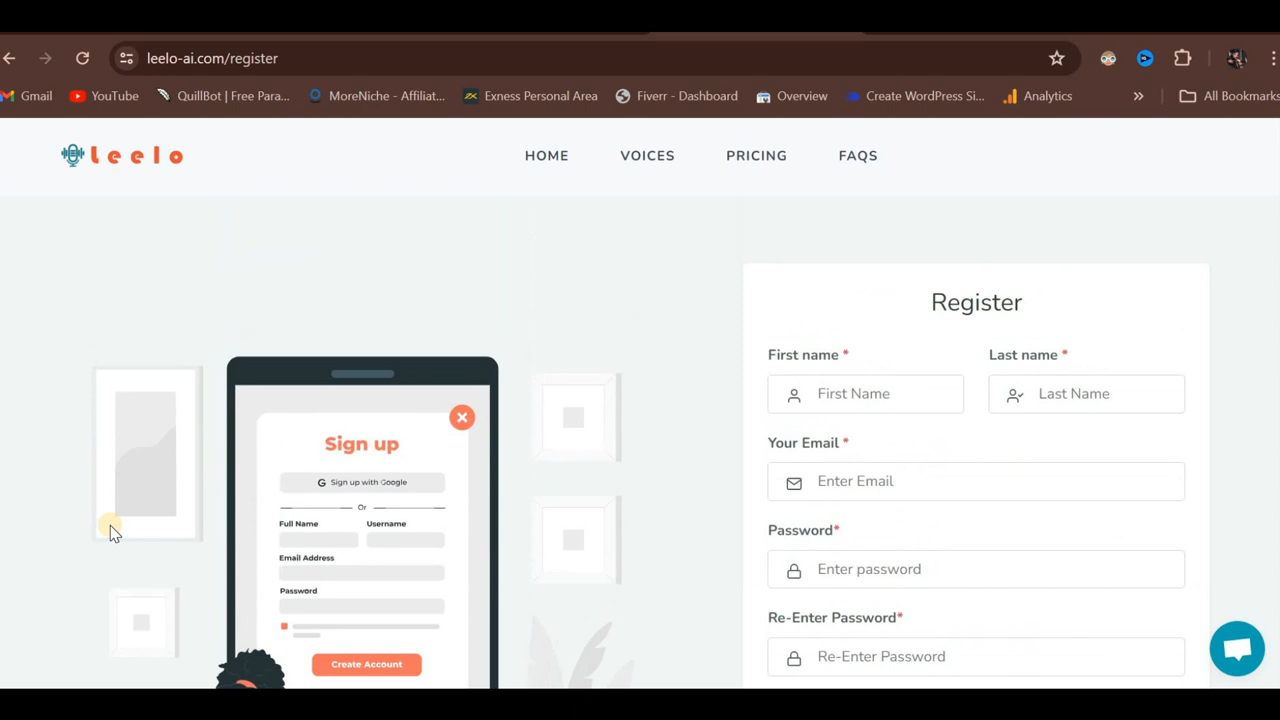 leelo-ai.com/register
Gmail YouTube QuillBot | Free Para... MoreNiche - Affiliat... Exness Personal Area Fiverr - Dashboard Overview Create WordPress Si... Analytics » All Bookmarks
leelo HOME VOICES PRICING FAQS
Register
First name * Last name *
First Name Last Name
Your Email *
Enter Email
Password*
Enter password
Re-Enter Password*
Re-Enter Password
Sign up
G Sign up with Google
Or
Full Name Username
Email Address
Password
Create Account